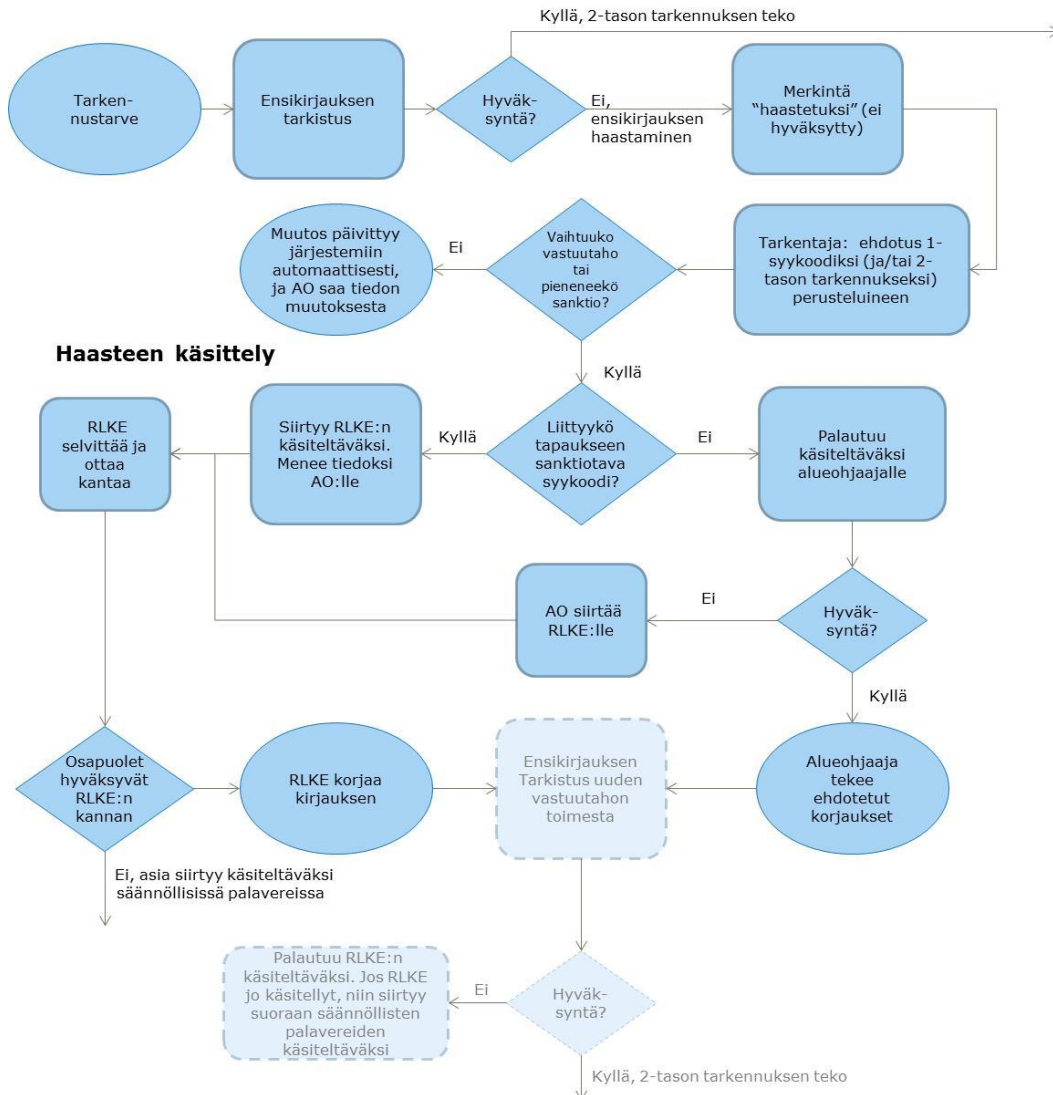 Kyllä, 2-tason tarkennuksen teko
Tarken-
nustarve
Ensikirjauksen
tarkistus
Hyväk-
syntä?
Ei,
ensikirjauksen
haastaminen
Merkintä
“haastetuksi” (ei
hyväksytty)
Muutos päivittyy
järjestemiin
automaattisesti,
ja AO saa tiedon
muutoksesta
Ei
Vaihtuuko
vastuutaho
tai
pieneneekö
sanktio?
Tarkentaja: ehdotus 1-
syykoodiksi (ja/tai 2-
tason tarkennukseksi)
perusteluineen
Haasteen käsittely
Kyllä
RLKE
selvittää ja
ottaa
kantaa
Siirtyy RLKE:n
käsiteltäväksi.
Menee tiedoksi
AO:lle
Kyllä
Liittyykö
tapaukseen
sanktiotava
syykoodi?
Ei
Palautuu
käsiteltäväksi
alueohjaajalle
AO siirtää
RLKE:lle
Ei
Hyväk-
syntä?
Kyllä
Osapuolet
hyväksyvät
RLKE:n
kannan
RLKE korjaa
kirjauksen
Ensikirjauksen
Tarkistus uuden
vastuutahon
toimesta
Alueohjaaja
tekee
ehdotetut
korjaukset
Ei, asia siirtyy käsiteltäväksi
säännöllisissä palavereissa
Palautuu RLKE:n
käsiteltäväksi. Jos RLKE
jo käsitellyt, niin siirtyy
suoraan säännöllisten
palavereiden
käsiteltäväksi
Ei
Hyväk-
syntä?
Kyllä, 2-tason tarkennuksen teko